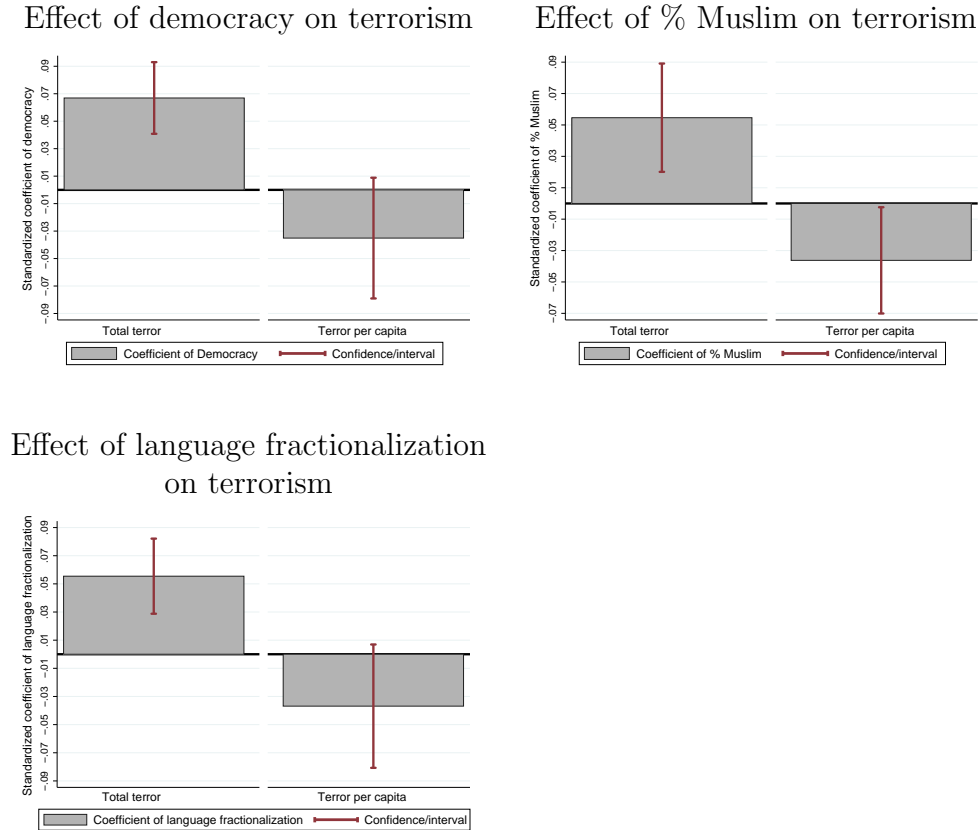 Effect of democracy on terrorism
Standardized coefficient of democracy
.09
.07
.05
.03
.01
-.01
-.03
-.05
-.07
-.09
Total terror
Terror per capita
Coefficient of Democracy
Confidence/interval
Effect of % Muslim on terrorism
Standardized coefficient of % Muslim
.09
.07
.05
.03
.01
-.01
-.03
-.05
-.07
Total terror
Terror per capita
Coefficient of % Muslim
Confidence/interval
Effect of language fractionalization
on terrorism
Standardized coefficient of language fractionalization
.09
.07
.05
.03
.01
-.01
-.03
-.05
-.07
-.09
Total terror
Terror per capita
Coefficient of language fractionalization
Confidence/interval